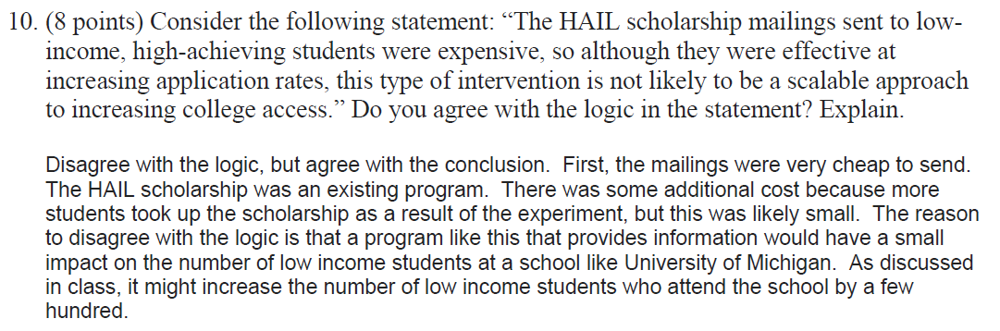 10. (8 points) Consider the following statement: “The HAIL scholarship mailings sent to low-
income, high-achieving students were expensive, so although they were effective at
increasing application rates, this type of intervention is not likely to be a scalable approach
to increasing college access.” Do you agree with the logic in the statement? Explain.
Disagree with the logic, but agree with the conclusion. First, the mailings were very cheap to send.
The HAIL scholarship was an existing program. There was some additional cost because more
students took up the scholarship as a result of the experiment, but this was likely small. The reason
to disagree with the logic is that a program like this that provides information would have a small
impact on the number of low income students at a school like University of Michigan. As discussed
in class, it might increase the number of low income students who attend the school by a few
hundred.